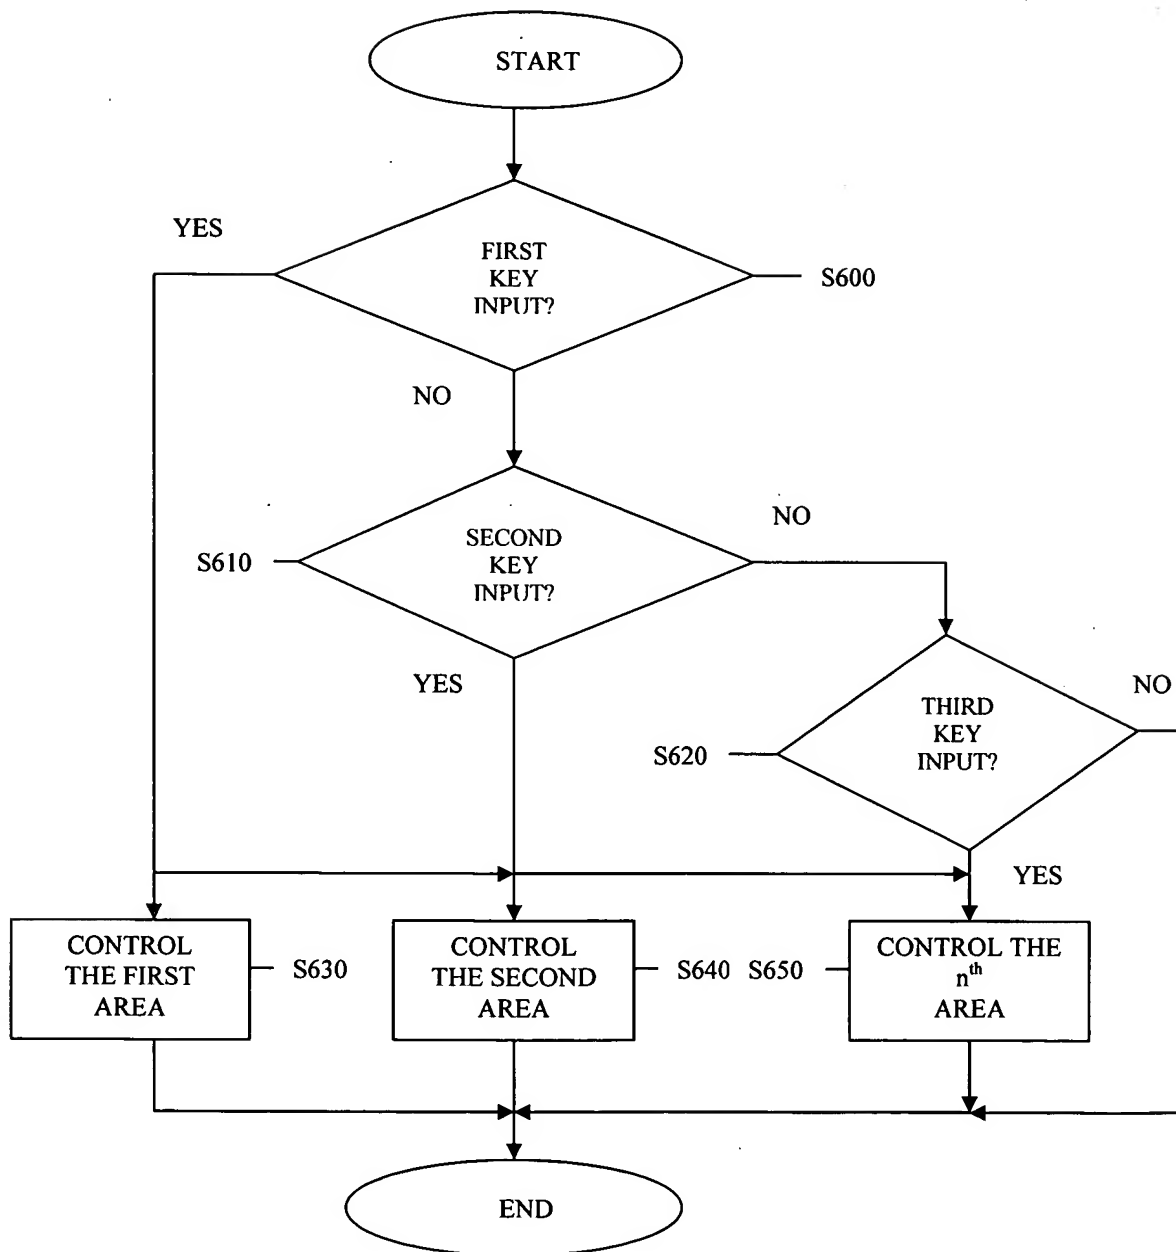 START
YES
FIRST
KEY
INPUT?
S600
NO
SECOND
KEY
INPUT?
NO
S610
YES
THIRD
KEY
INPUT?
NO
S620
YES
CONTROL
THE FIRST
AREA
S630
CONTROL
THE SECOND
AREA
S640
S650
CONTROL THE
nth
AREA
END